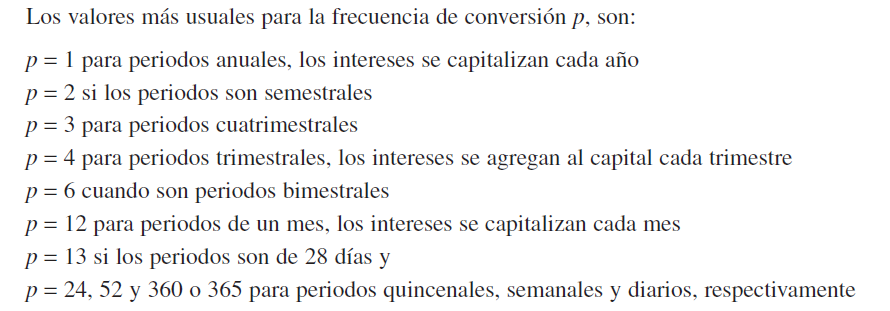 Los valores más usuales para la frecuencia de conversión p, son:
p = 1 para periodos anuales, los intereses se capitalizan cada año
p = 2 si los periodos son semestrales
p = 3 para periodos cuatrimestrales
p = 4 para periodos trimestrales, los intereses se agregan al capital cada trimestre
p = 6 cuando son periodos bimestrales
p = 12 para periodos de un mes, los intereses se capitalizan cada mes
p = 13 si los periodos son de 28 días y
p = 24, 52 y 360 o 365 para periodos quincenales, semanales y diarios, respectivamente